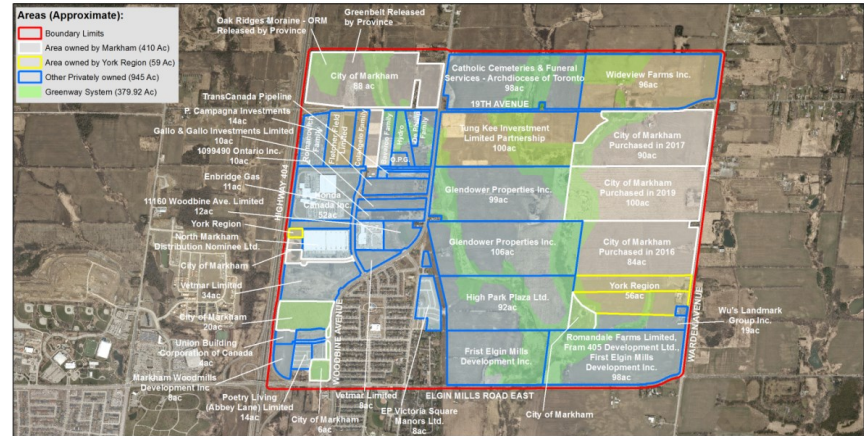 Areas (Approximate):
Boundary Limits
Area owned by Markham (410 Ac)
Area owned by York Region (59 Ac)
Other Privately owned (945 Ac)
Greenway System (379.92 Ac)
Oak Ridges Moraine - ORM
Released by Province
Greenbelt Released
by Province
City of Markham
68 ac
Catholic Cemeteries & Funeral
Services - Archdiocese of Toronto
98ac
Wideview Farms Inc.
96ac
19TH AVENUE
TransCanada Pipeline
P. Campagna Investments
14ac
Gallo & Gallo Investments Limited
10ac
1099490 Ontario Inc.
10ac
Enbridge Gas
11ac
11160 Woodbine Ave. Limited
12ac
York Region
North Markham
Distribution Nominee Ltd.
City of Markham
Vetmar Limited
34ac
City of Markham
20ac
Union Building
Corporation of Canada
4ac
Markham Woodmills
Development Inc
8ac
Poetry Living
(Abbey Lane) Limited
14ac
City of Markham
6ac
HIGHWAY 404
WOODBINE AVENUE
Family
Limited
Family
Hydro
Family
O.P.G.
Honda
Canada Inc.
52ac
Tung Kee Inverstment
Limited Partnership
100ac
City of Markham
Purchased in 2017
90ac
Glendower Properties Inc.
99ac
City of Markham
Purchased in 2019
100ac
Glendower Properties Inc.
106ac
City of Markham
Purchased in 2016
84ac
High Park Plaza Ltd.
92ac
York Region
56ac
Wu's Landmark
Group Inc.
19ac
Frist Elgin Mills
Development Inc.
Romandale Farms Limited,
Fram 405 Development Ltd.,
First Elgin Mills
Development Inc.
98ac
WARDEN AVENUE
Vetmar Limited
8ac
EP Victoria Square
Manors Ltd.
8ac
ELGIN MILLS ROAD EAST
City of Markham